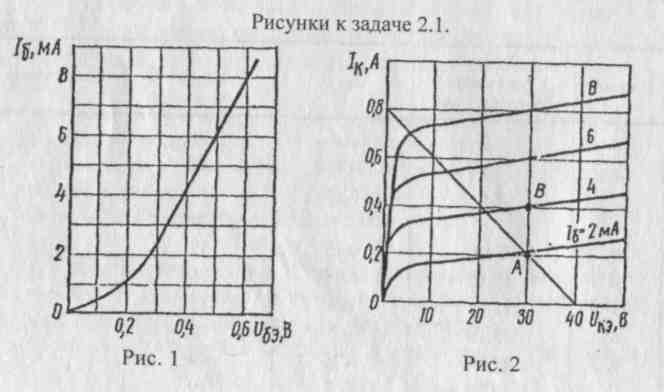 Рисунки к задаче 2.1.
Iб, мА
8
6
4
2
0
0,2
0,4
0,6
Uбэ, В
Рис. 1
Iк, А
0,8
0,6
0,4
0,2
0
8
6
В
4
Iб=2 мА
А
10
20
30
40
Uкэ, В
Рис. 2